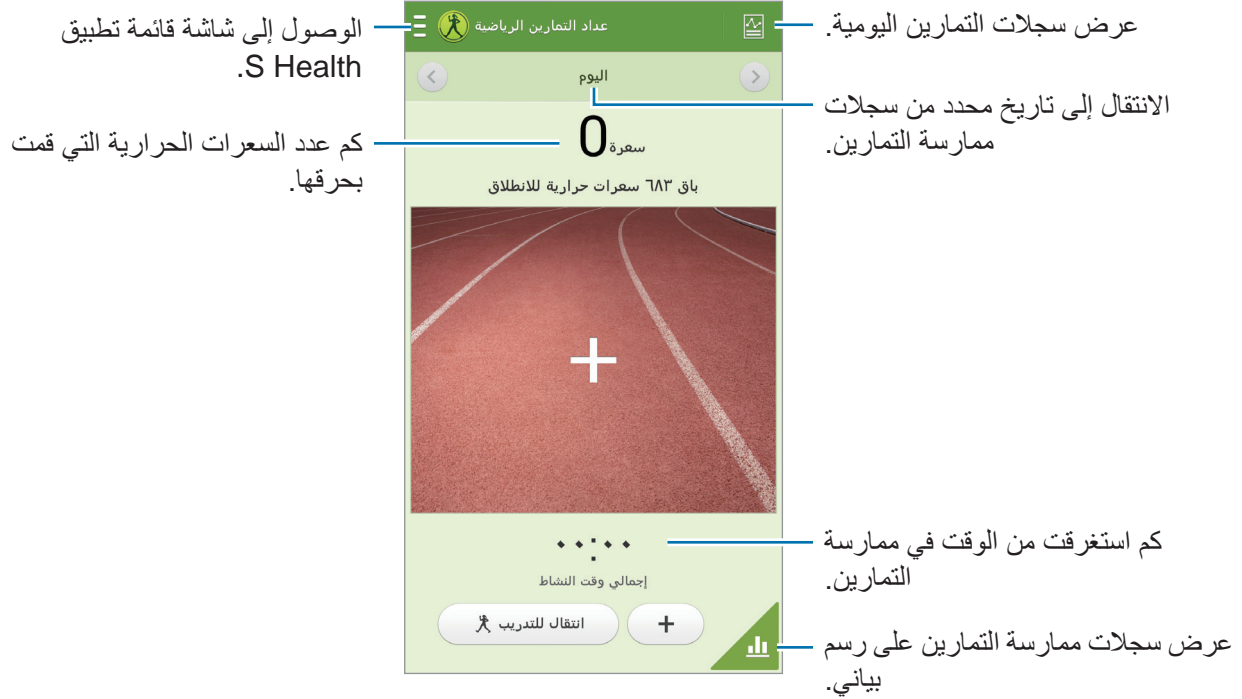 عرض سجلات التمارين اليومية.
الانتقال إلى تاريخ محدد من سجلات
ممارسة التمارين.
كم استغرقت من الوقت في ممارسة
التمارين.
عرض سجلات ممارسة التمارين على رسم
بياني.
عداد التمارين الرياضية
اليوم
0 سعرة
باق ٦٨٣ سعرات حرارية للانطلاق
٠٠:٠٠
إجمالي وقت النشاط
+
انتقال للتدريب
الوصول إلى شاشة قائمة تطبيق
S Health.
كم عدد السعرات الحرارية التي قمت
بحرقها.